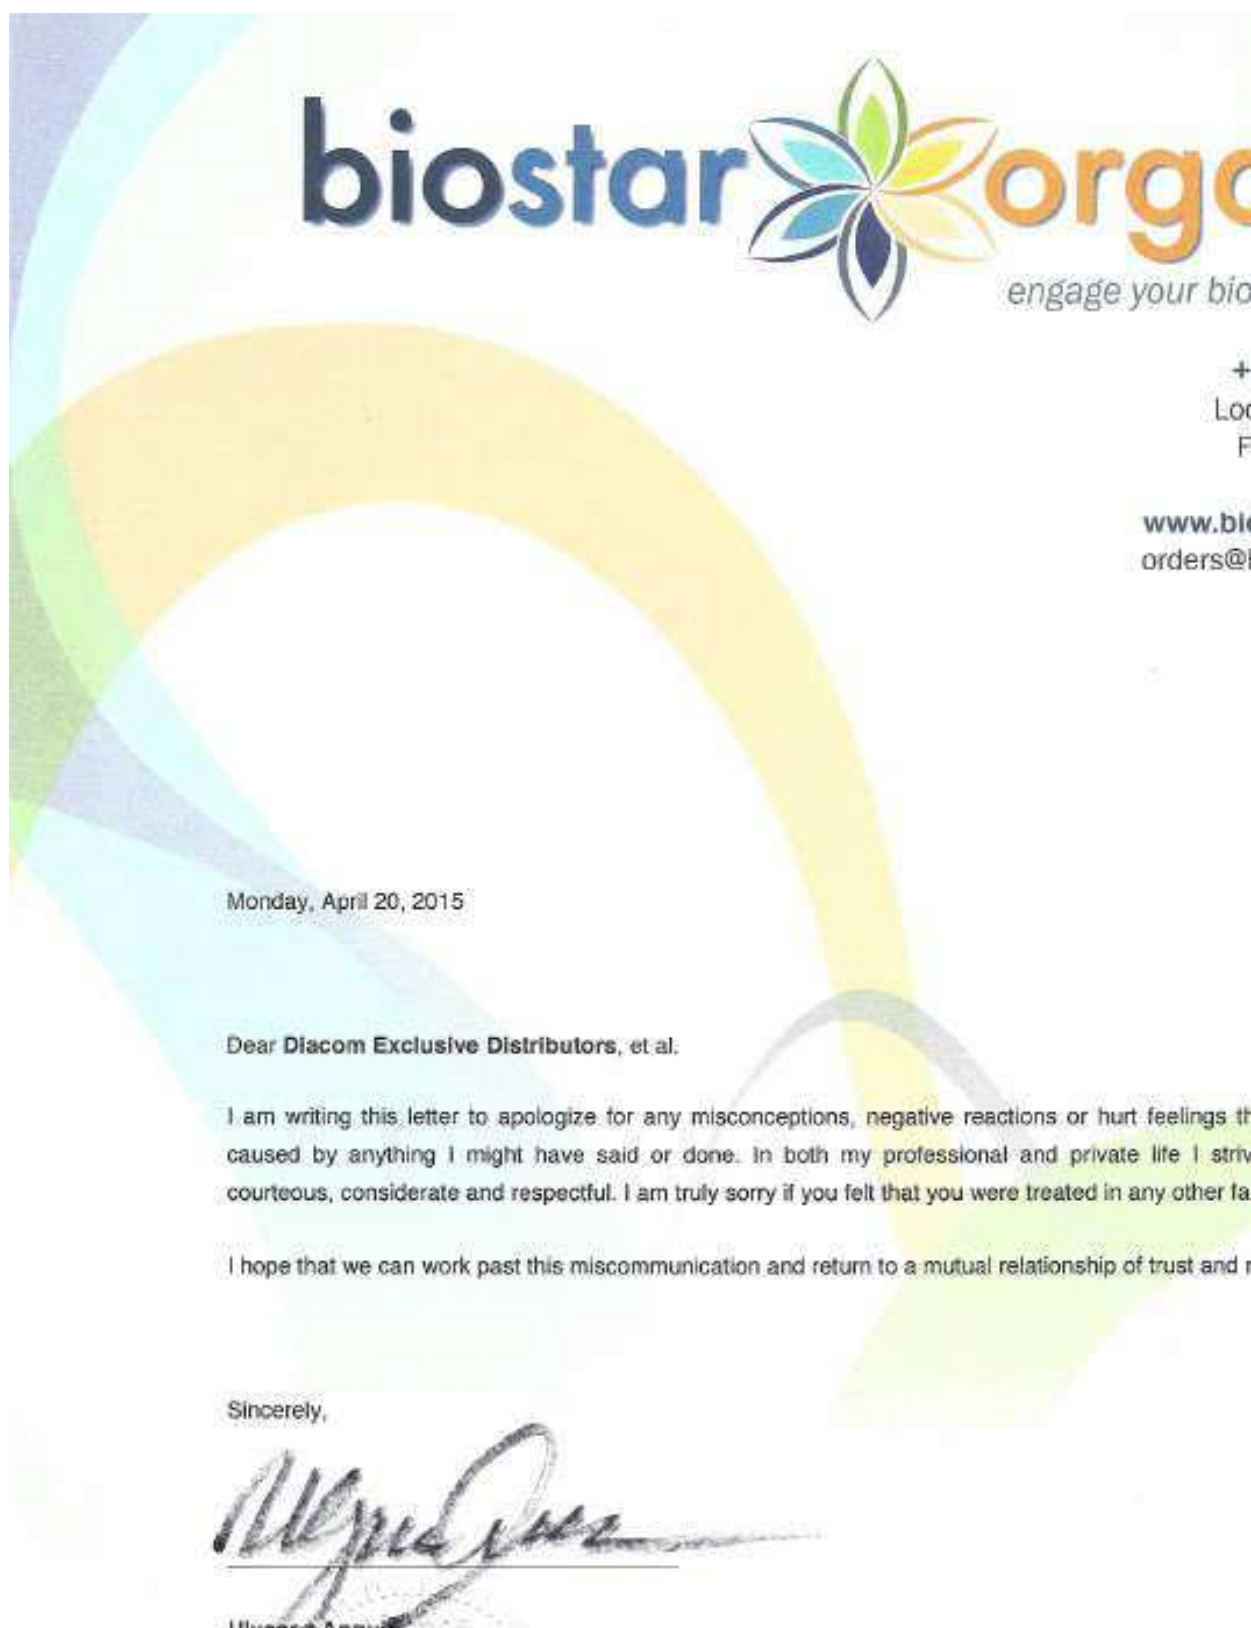 biostar orga
engage your bio
+
Loc
F
www.bio
orders@
Monday, April 20, 2015
Dear Diacom Exclusive Distributors, et al.
I am writing this letter to apologize for any misconceptions, negative reactions or hurt feelings th
caused by anything I might have said or done. In both my professional and private life I striv
courteous, considerate and respectful. I am truly sorry if you felt that you were treated in any other fa
I hope that we can work past this miscommunication and return to a mutual relationship of trust and r
Sincerely,